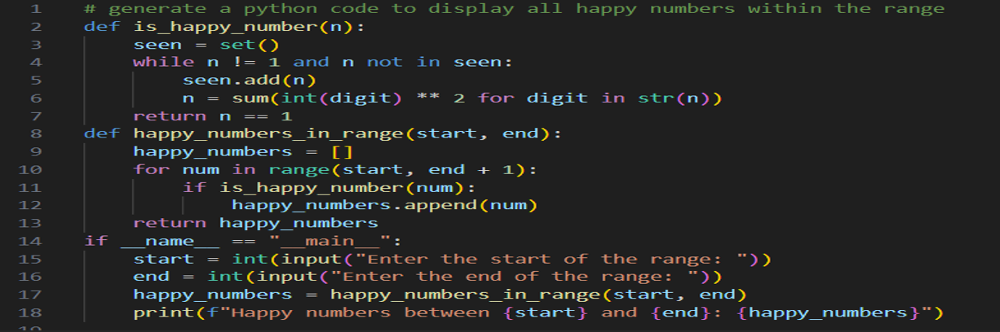 1 # generate a python code to display all happy numbers within the range
2 def is_happy_number(n):
3     seen = set()
4     while n != 1 and n not in seen:
5         seen.add(n)
6         n = sum(int(digit) ** 2 for digit in str(n))
7     return n == 1
8 def happy_numbers_in_range(start, end):
9     happy_numbers = []
10     for num in range(start, end + 1):
11         if is_happy_number(num):
12             happy_numbers.append(num)
13     return happy_numbers
14 if __name__ == "__main__":
15     start = int(input("Enter the start of the range: "))
16     end = int(input("Enter the end of the range: "))
17     happy_numbers = happy_numbers_in_range(start, end)
18     print(f"Happy numbers between {start} and {end}: {happy_numbers}")